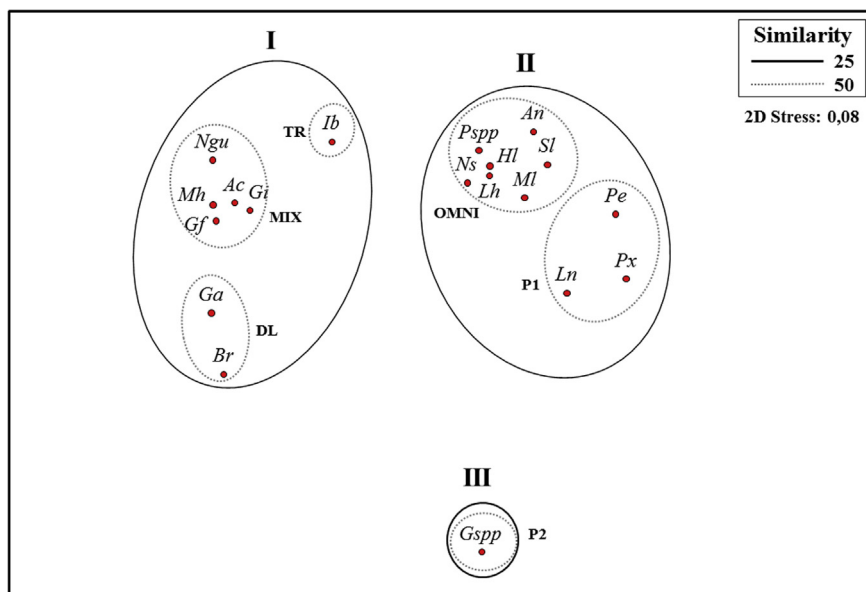 I
II
Similarity
25
50
2D Stress: 0,08
TR
Ib
Ngu
Mh
Ac
Gi
Gf
MIX
Ga
DL
Br
Pspp
An
Hl
Sl
Ns
Lh
Ml
OMNI
Pe
Px
Ln
P1
III
Gspp
P2